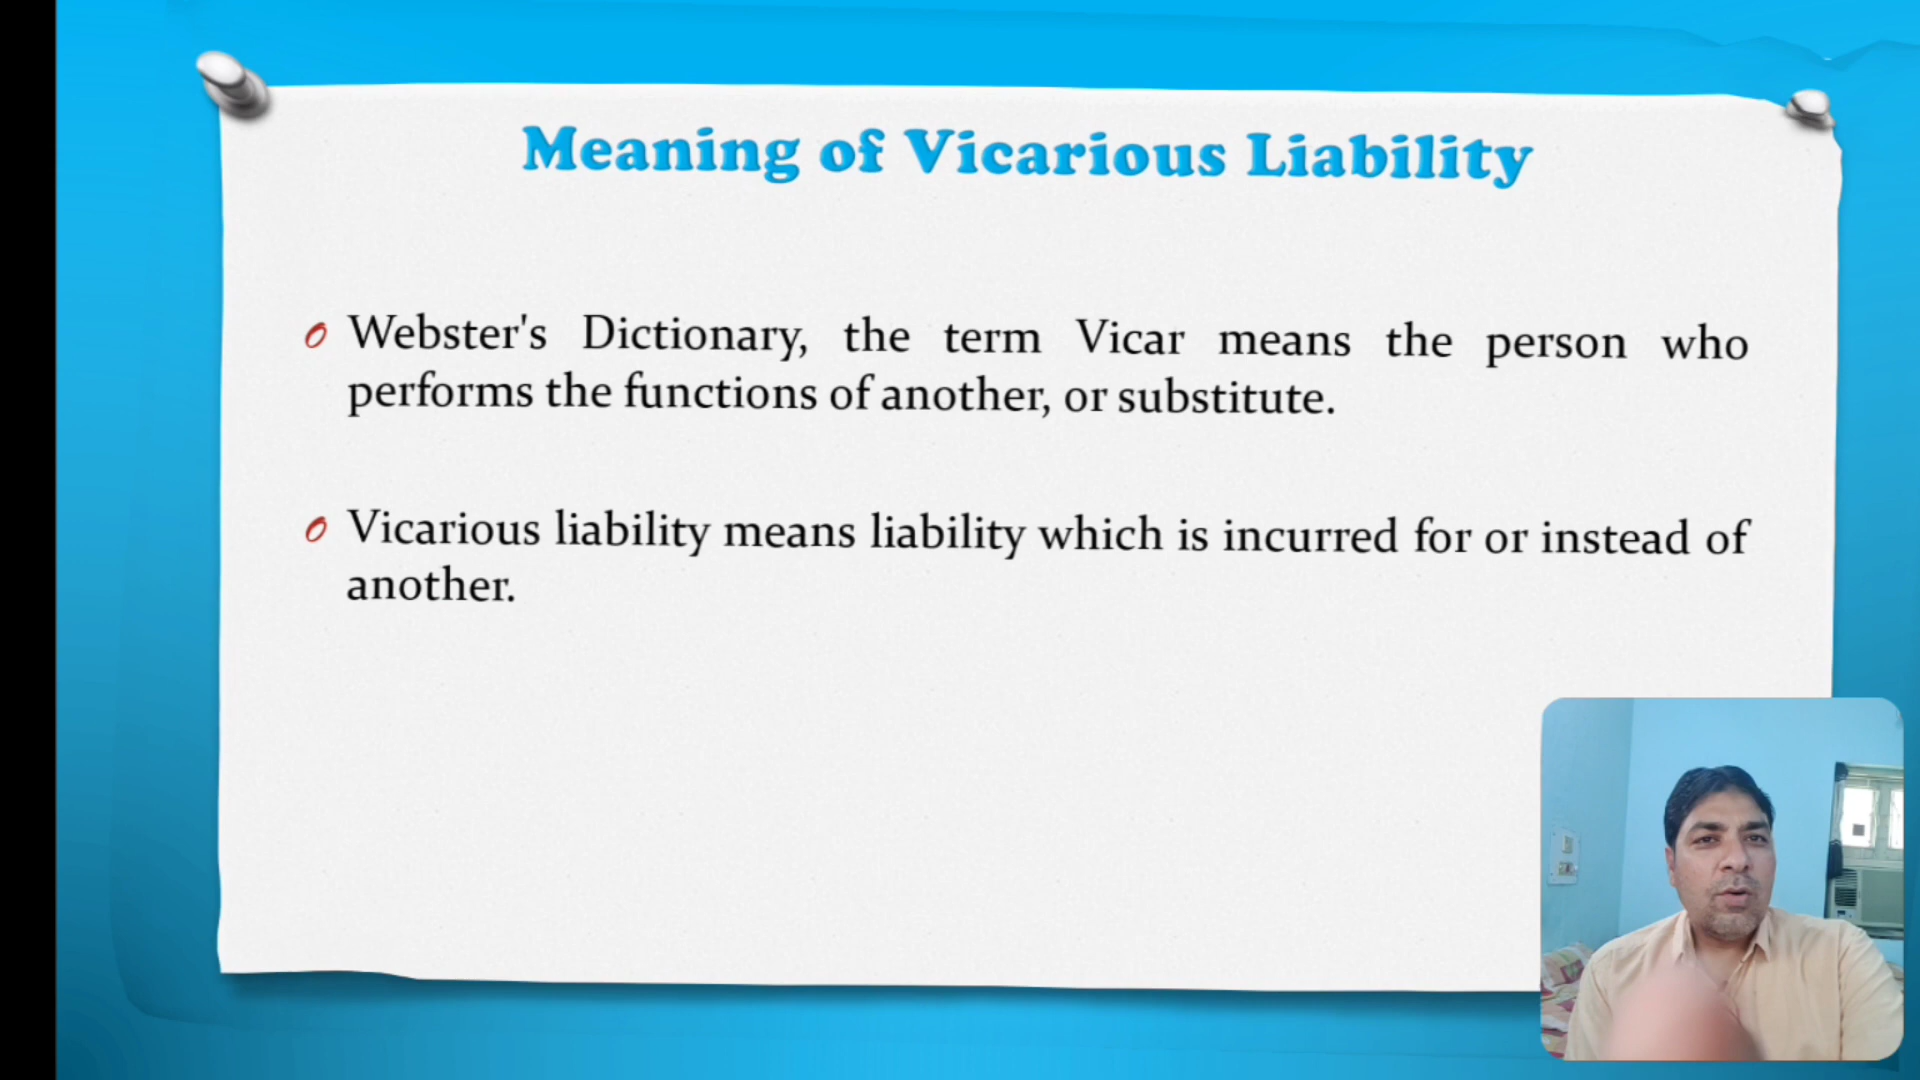 Meaning of Vicarious Liability
Webster's Dictionary, the term Vicar means the person who
performs the functions of another, or substitute.
Vicarious liability means liability which is incurred for or instead of
another.